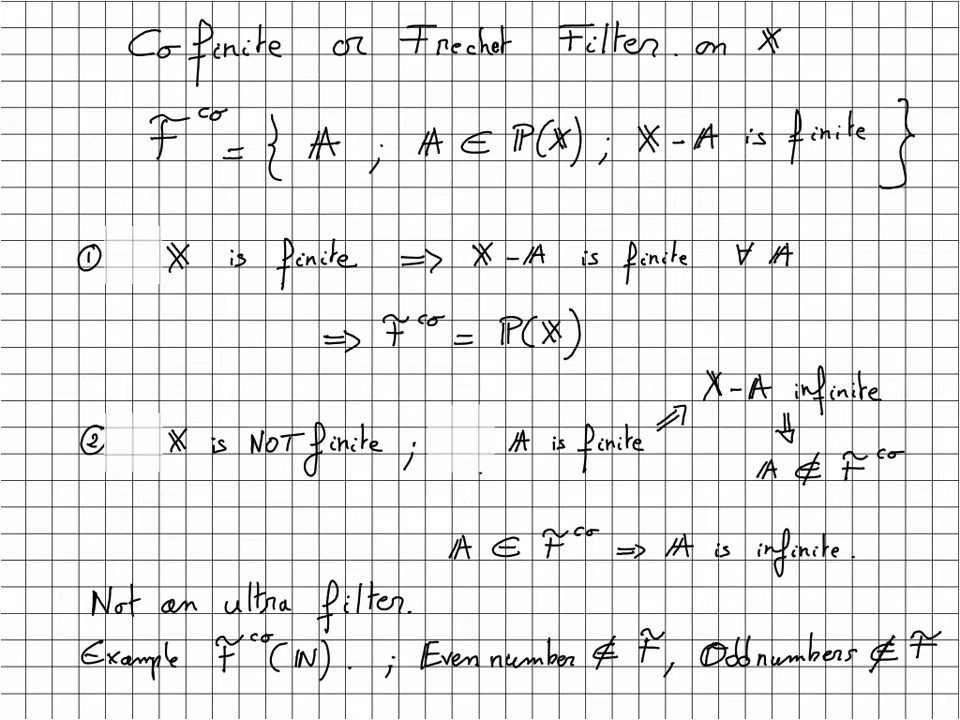 Cofinite or Frechet Filter on 𝕏
F̃^co = { 𝔸 ; 𝔸 ∈ ℙ(𝕏) ; 𝕏 - 𝔸 is finite }
① 𝕏 is finite ⇒ 𝕏 - 𝔸 is finite ∀ 𝔸
⇒ F̃^co = ℙ(𝕏)
② 𝕏 is NOT finite ; 𝔸 is finite ⇒ 𝕏 - 𝔸 infinite
⇓
𝔸 ∉ F̃^co
𝔸 ∈ F̃^co ⇒ 𝔸 is infinite.
Not an ultra filter.
Example F̃^co(ℕ). ; Even number ∉ F̃, Odd numbers ∉ F̃